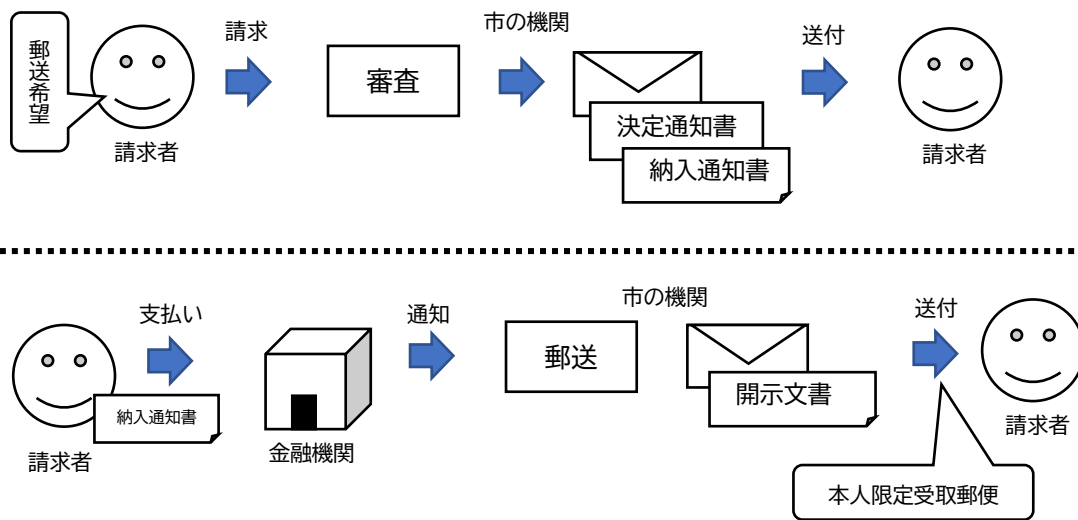 郵送希望
請求者
請求
審査
市の機関
決定通知書
納入通知書
送付
請求者
支払い
納入通知書
請求者
金融機関
通知
市の機関
郵送
開示文書
送付
請求者
本人限定受取郵便